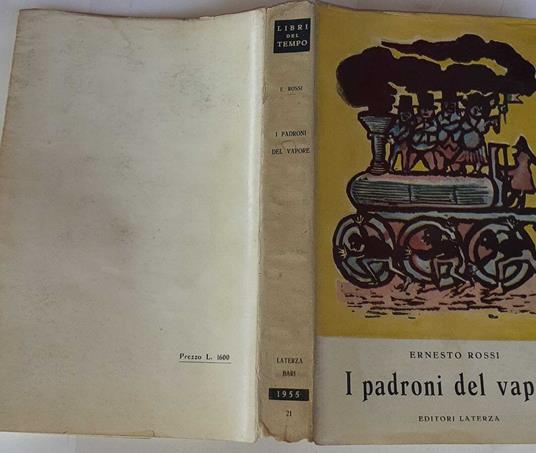 Prezzo L. 1600
LIBRI
DEL
TEMPO
E. ROSSI
I PADRONI
DEL VAPORE
LATERZA
BARI
1955
21
ERNESTO ROSSI
I padroni del vap
EDITORI LATERZA